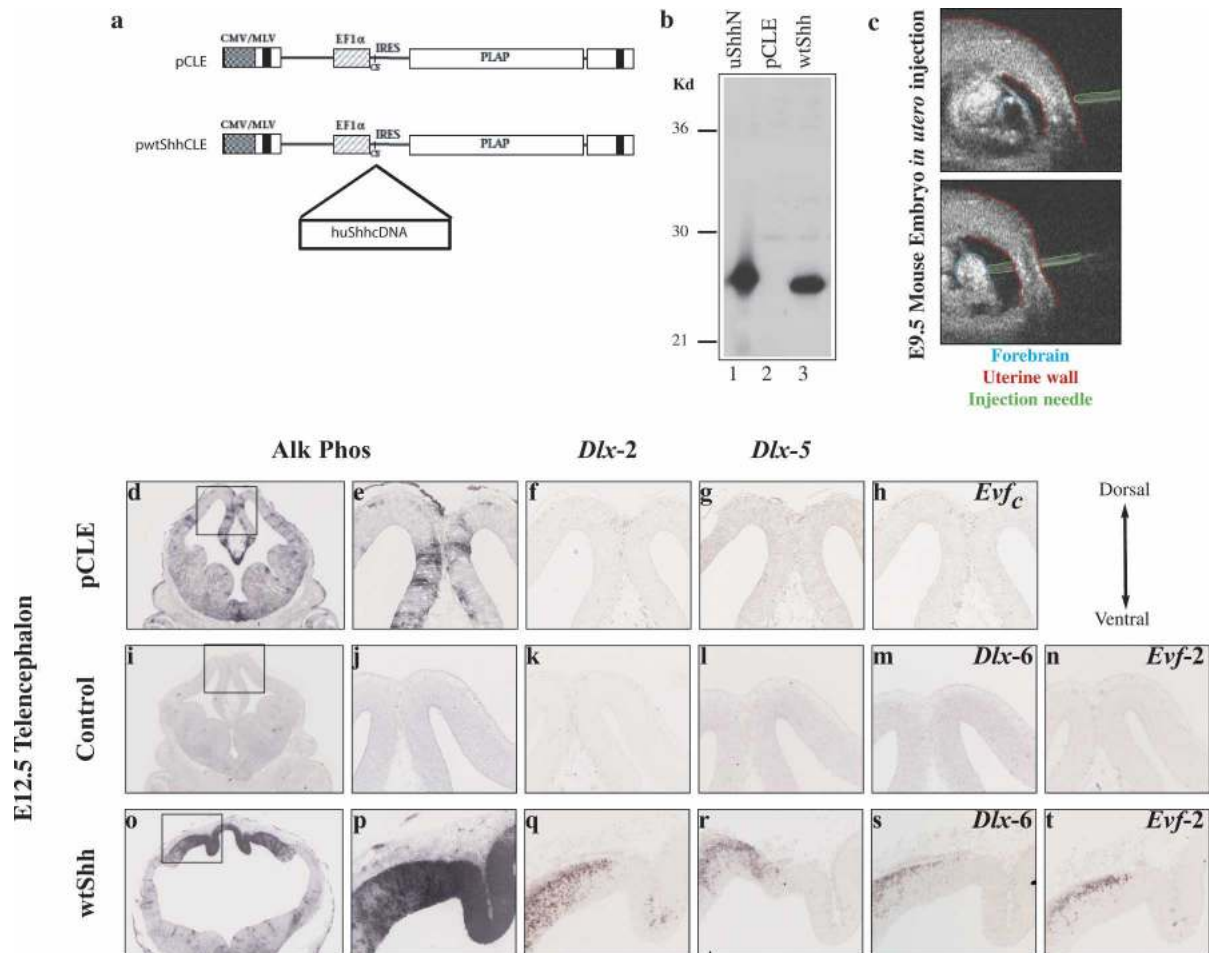 a
CMV/MLV
EF1α
IRES
CS
PLAP
pCLE
CMV/MLV
EF1α
IRES
CS
PLAP
pwtShhCLE
huShhcDNA
b
uShhN
pCLE
wtShh
Kd
36
30
21
1 2 3
c
E9.5 Mouse Embryo in utero injection
Forebrain
Uterine wall
Injection needle
Alk Phos Dlx-2 Dlx-5
E12.5 Telencephalon
pCLE
d e f g h Evfc
Dorsal
Ventral
Control
i j k l m Dlx-6 n Evf-2
wtShh
o p q r s Dlx-6 t Evf-2